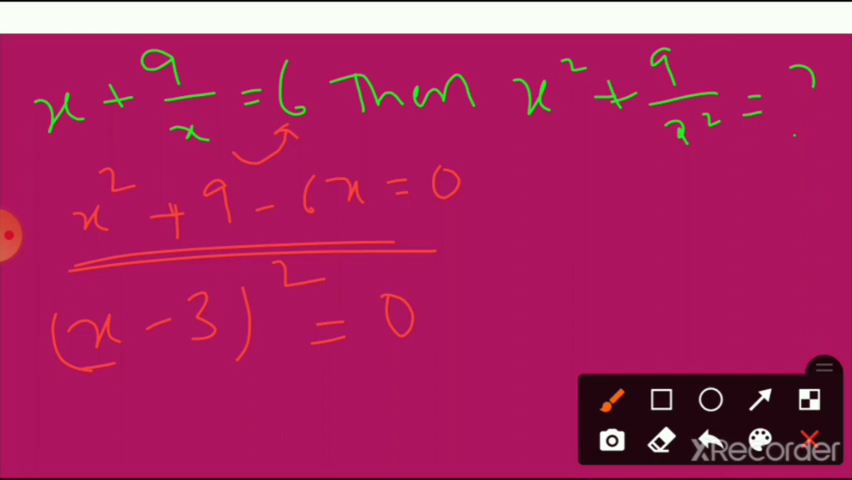 x + 9/x = 6 Then x² + 9/x² = ?
x² + 9 - 6x = 0
(x - 3)² = 0
XRecorder